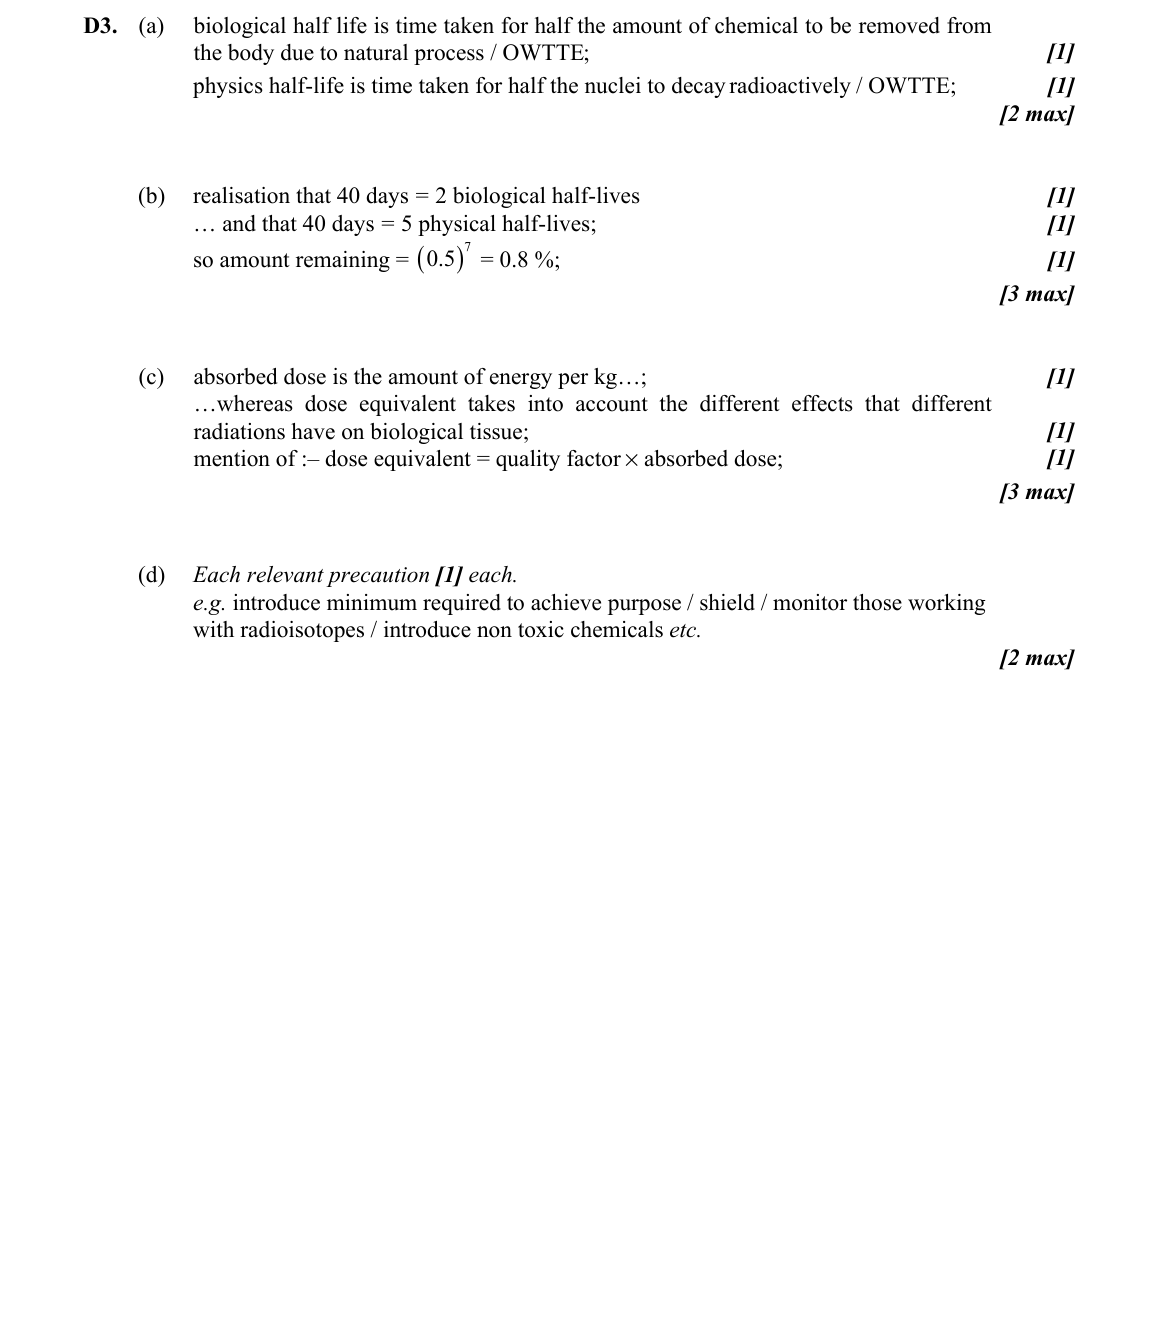 D3. (a) biological half life is time taken for half the amount of chemical to be removed from
the body due to natural process / OWTTE; [1]
physics half-life is time taken for half the nuclei to decay radioactively / OWTTE; [1]
[2 max]
(b) realisation that 40 days = 2 biological half-lives [1]
… and that 40 days = 5 physical half-lives; [1]
so amount remaining = (0.5)^7 = 0.8 %; [1]
[3 max]
(c) absorbed dose is the amount of energy per kg…; [1]
…whereas dose equivalent takes into account the different effects that different
radiations have on biological tissue; [1]
mention of :– dose equivalent = quality factor × absorbed dose; [1]
[3 max]
(d) Each relevant precaution [1] each.
e.g. introduce minimum required to achieve purpose / shield / monitor those working
with radioisotopes / introduce non toxic chemicals etc.
[2 max]